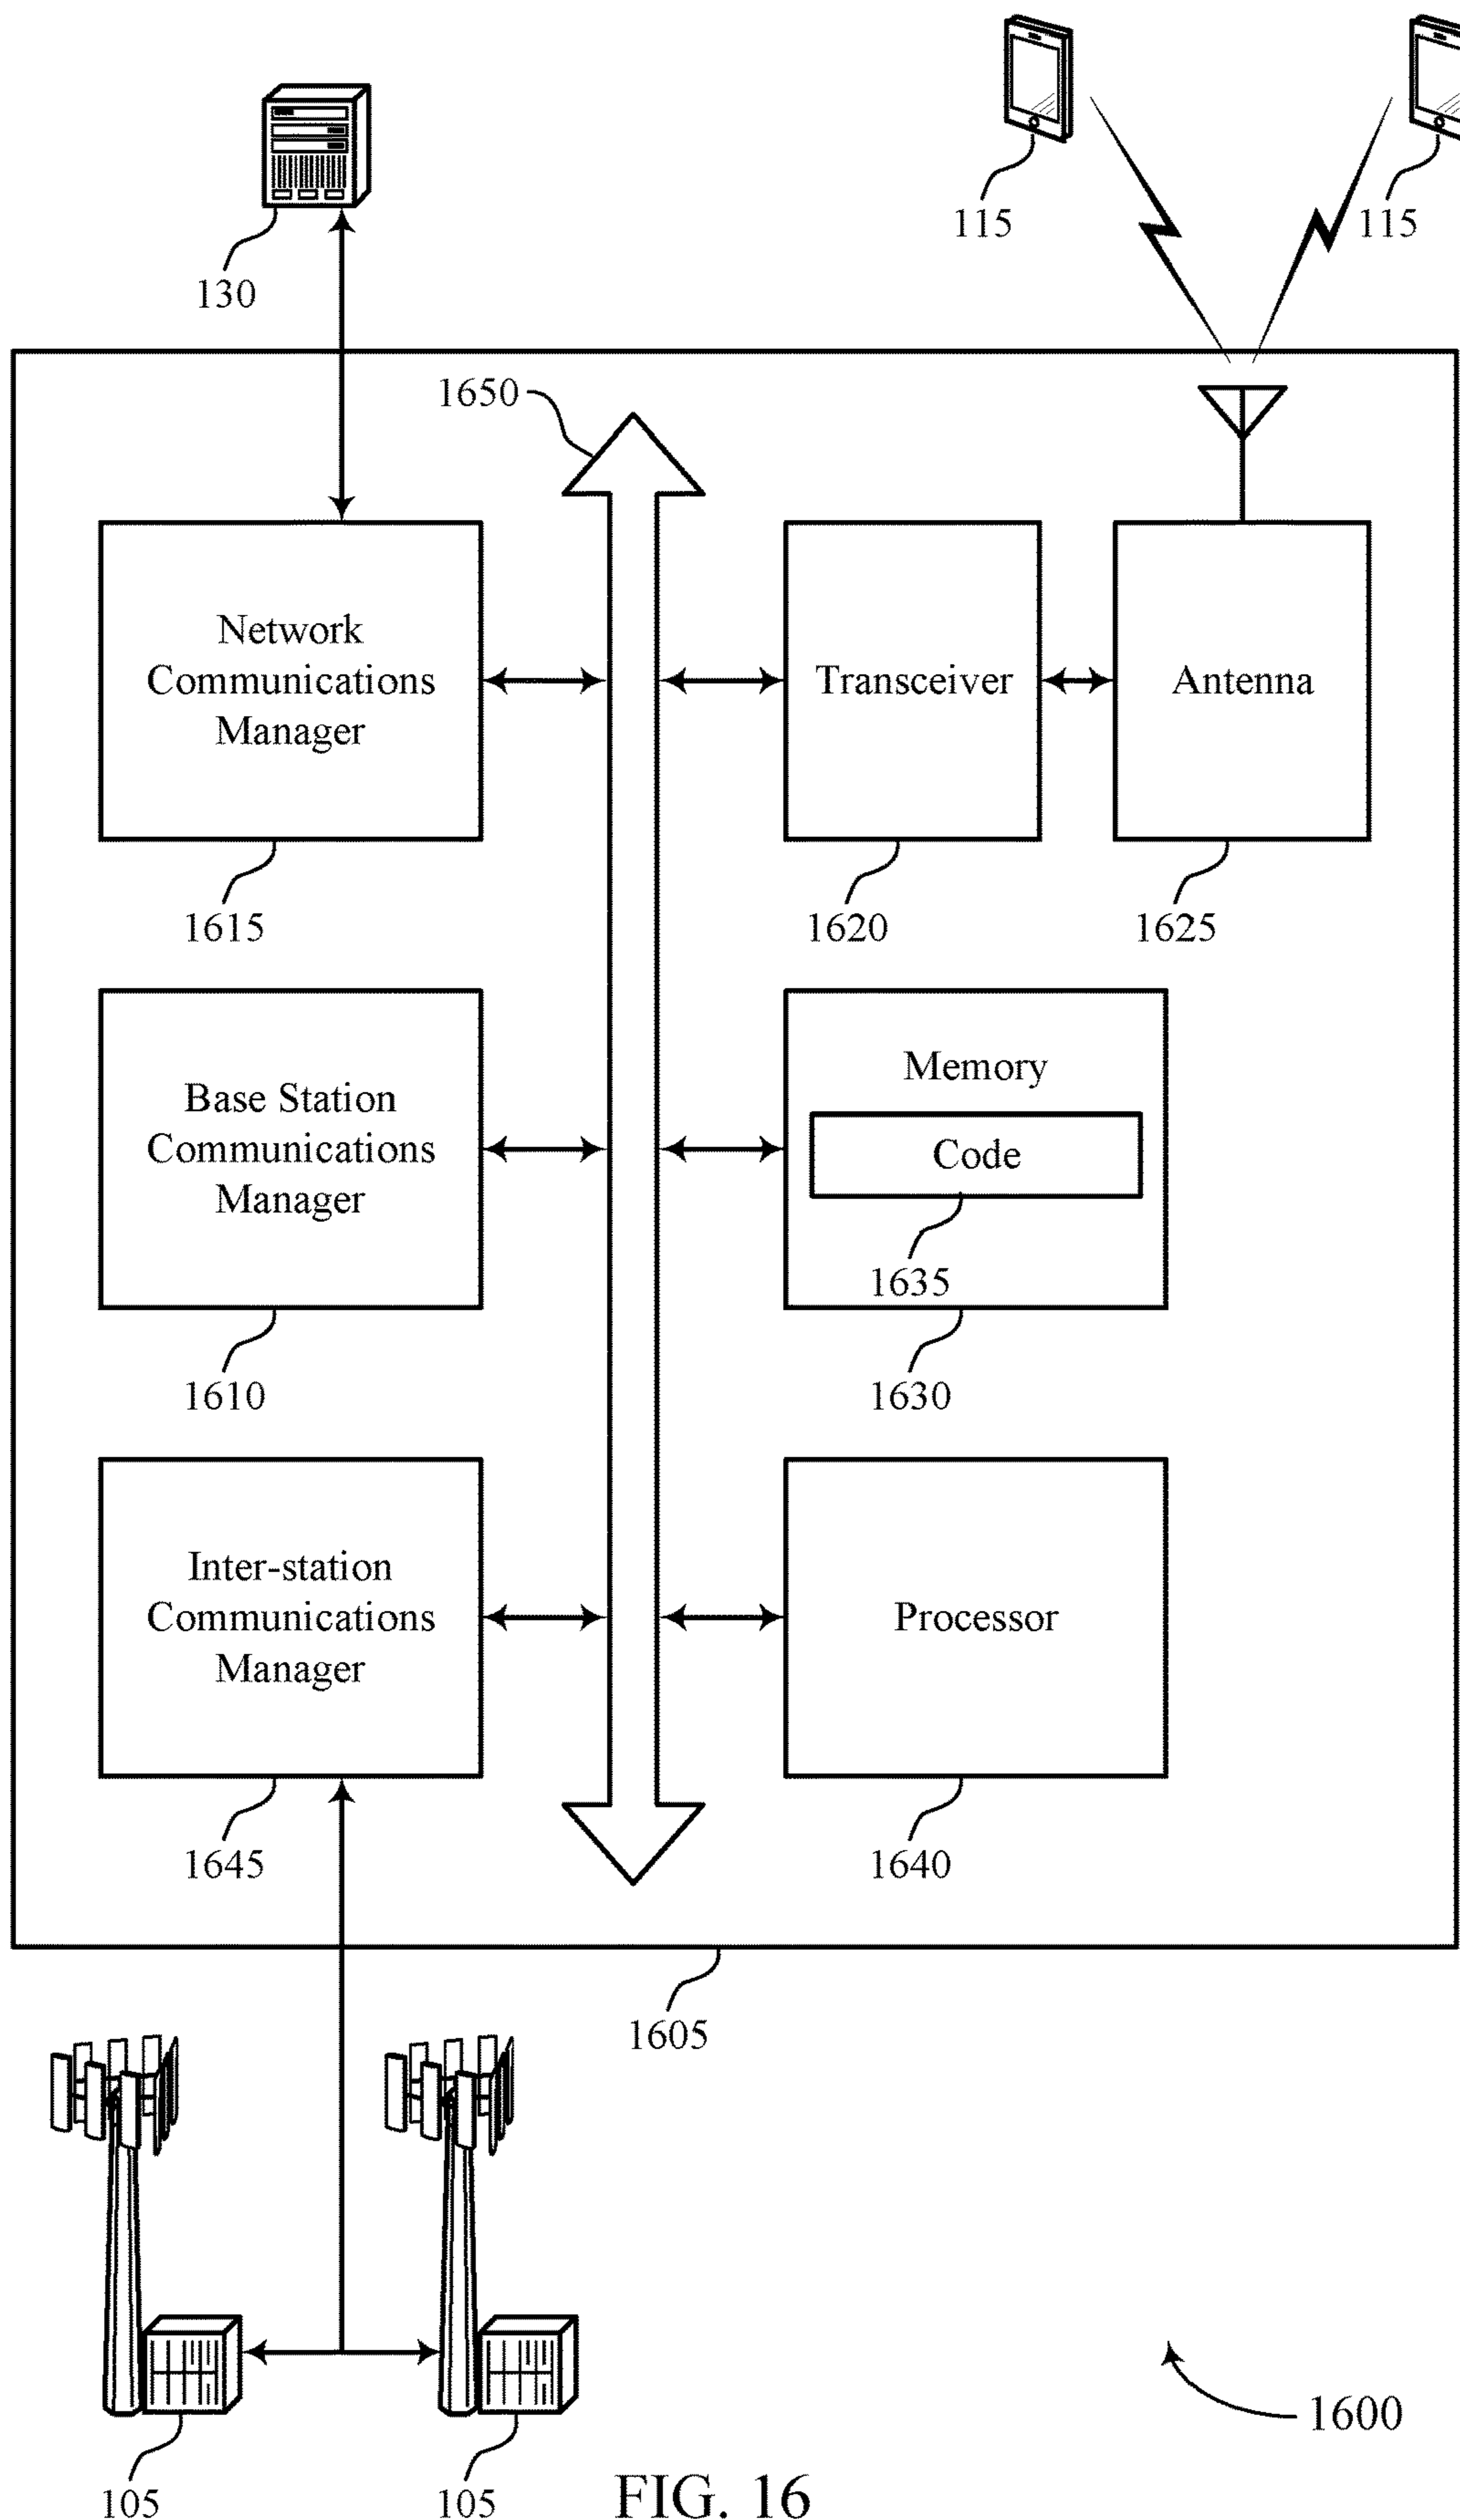 115
115
130
1650
Network
Communications
Manager
Transceiver
Antenna
1615
1620
1625
Base Station
Communications
Manager
Memory
Code
1635
1610
1630
Inter-station
Communications
Manager
Processor
1645
1640
1605
1600
105
105
FIG. 16